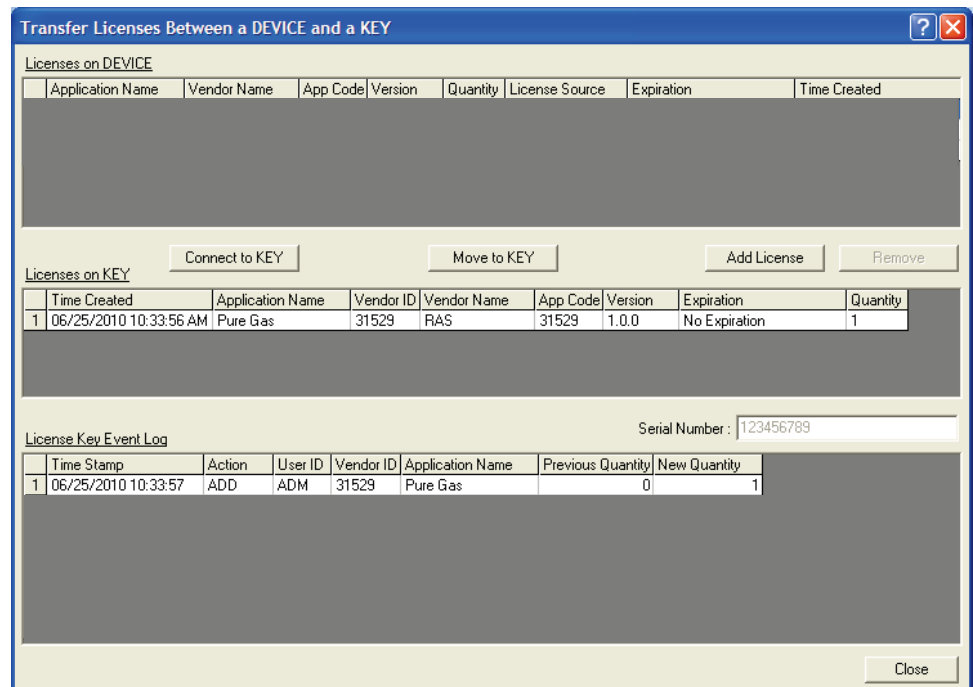 Transfer Licenses Between a DEVICE and a KEY
Licenses on DEVICE
Application Name Vendor Name App Code Version Quantity License Source Expiration Time Created
Connect to KEY Move to KEY Add License Remove
Licenses on KEY
Time Created Application Name Vendor ID Vendor Name App Code Version Expiration Quantity
1 06/25/2010 10:33:56 AM Pure Gas 31529 RAS 31529 1.0.0 No Expiration 1
Serial Number : 123456789
License Key Event Log
Time Stamp Action User ID Vendor ID Application Name Previous Quantity New Quantity
1 06/25/2010 10:33:57 ADD ADM 31529 Pure Gas 0 1
Close